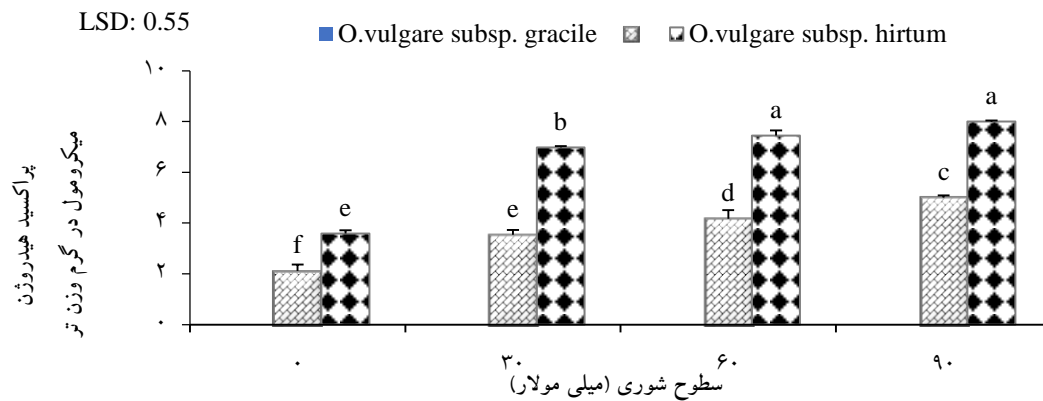 LSD: 0.55
O.vulgare subsp. gracile
O.vulgare subsp. hirtum
پراکسید هیدروژن
میکرومول در گرم وزن تر
۱۰
۸
۶
۴
۲
۰
f
e
e
b
d
a
c
a
۰
۳۰
۶۰
۹۰
سطوح شوری (میلی مولار)